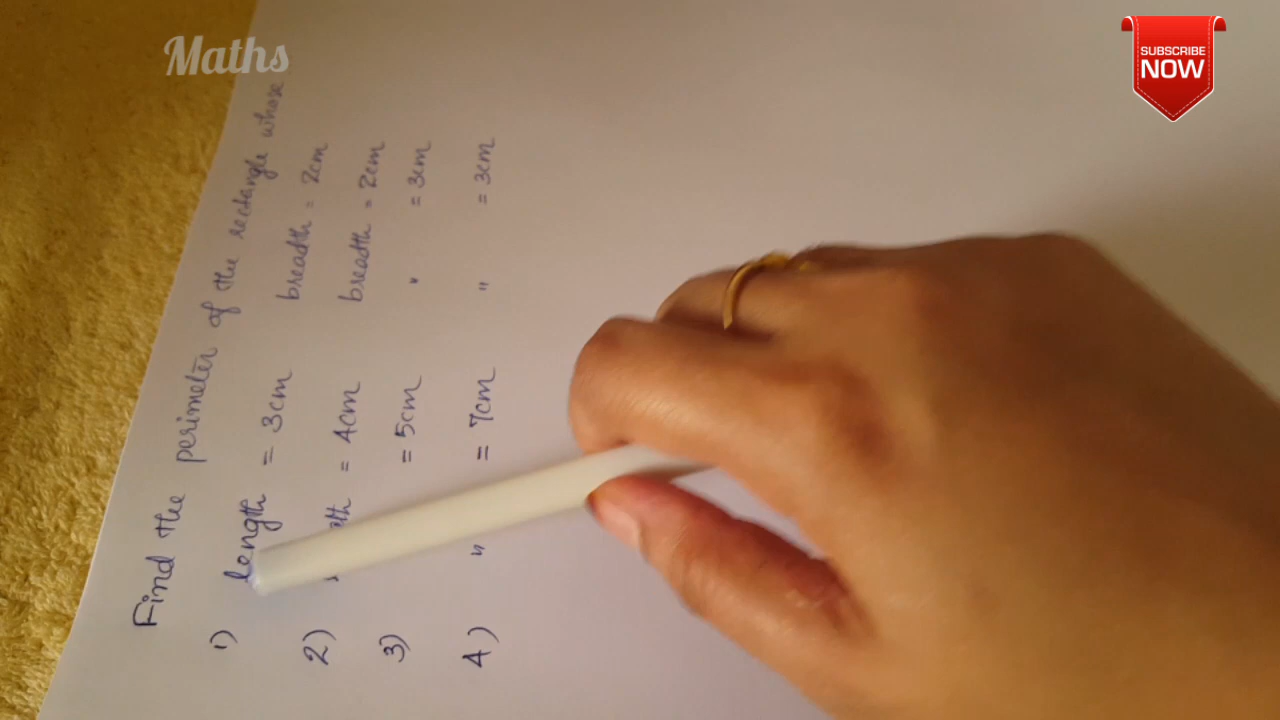 Maths
SUBSCRIBE
NOW
Find the perimeter of the rectangle whose
1) length = 3cm breadth = 2cm
2) = 4cm breadth = 2cm
3) = 5cm " = 3cm
4) " = 7cm " = 3cm